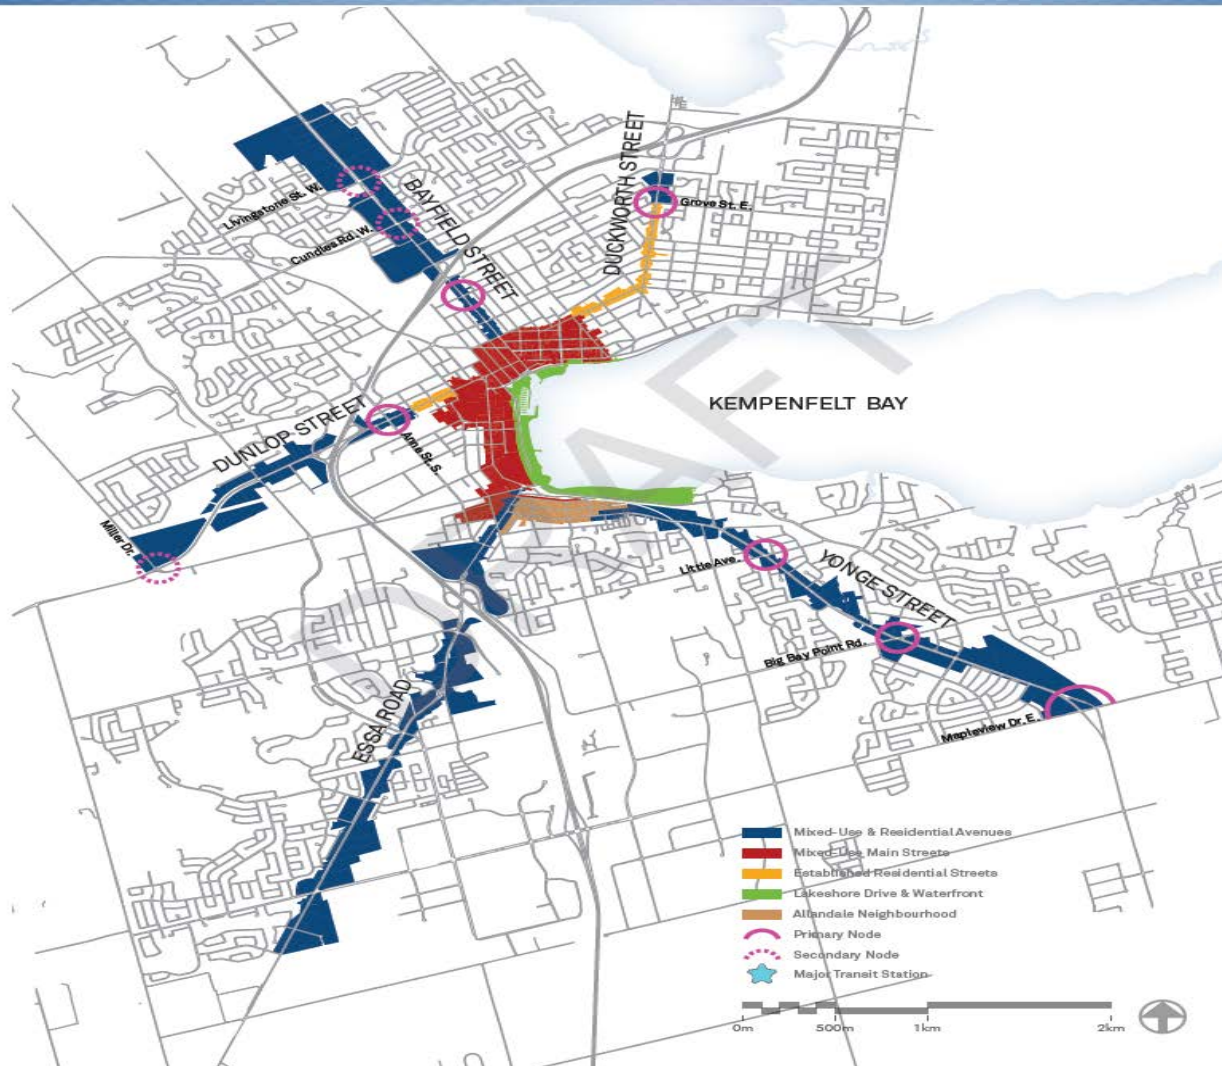 DUCKWORTH STREET
Grove St. E.
Livingstone St. W.
BAYFIELD STREET
Cundles Rd. W.
KEMPENFELT BAY
DUNLOP STREET
Anne St. S.
Miller Dr.
Little Ave.
YONGE STREET
Big Bay Point Rd.
ESSA ROAD
Mapleview Dr. E.
DRAFT
Mixed-Use & Residential Avenues
Mixed-Use Main Streets
Established Residential Streets
Lakeshore Drive & Waterfront
Allandale Neighbourhood
Primary Node
Secondary Node
Major Transit Station
0m 500m 1km 2km